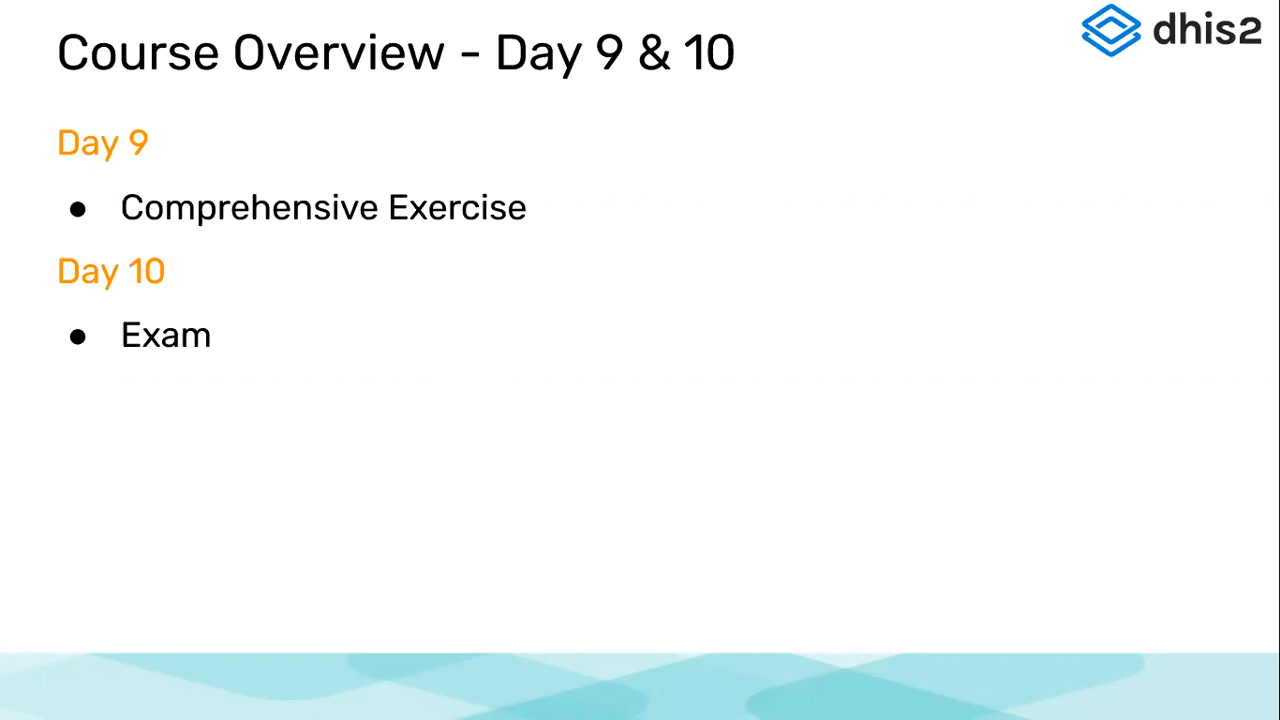 Course Overview - Day 9 & 10
dhis2
Day 9
● Comprehensive Exercise
Day 10
● Exam